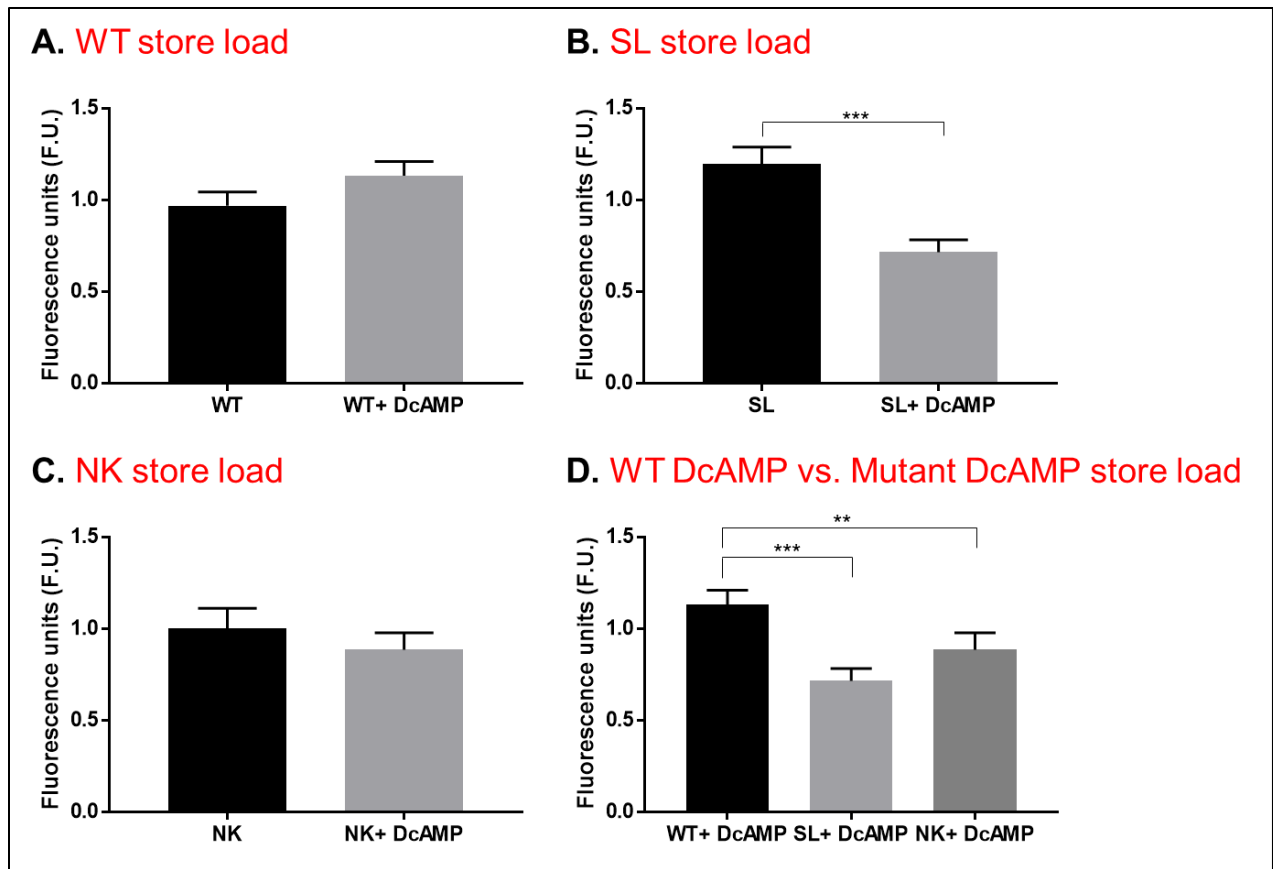 A. WT store load
Fluorescence units (F.U.)
1.5
1.0
0.5
0.0
WT
WT+ DcAMP
B. SL store load
Fluorescence units (F.U.)
1.5
1.0
0.5
0.0
***
SL
SL+ DcAMP
C. NK store load
Fluorescence units (F.U.)
1.5
1.0
0.5
0.0
NK
NK+ DcAMP
D. WT DcAMP vs. Mutant DcAMP store load
Fluorescence units (F.U.)
1.5
1.0
0.5
0.0
**
***
WT+ DcAMP
SL+ DcAMP
NK+ DcAMP